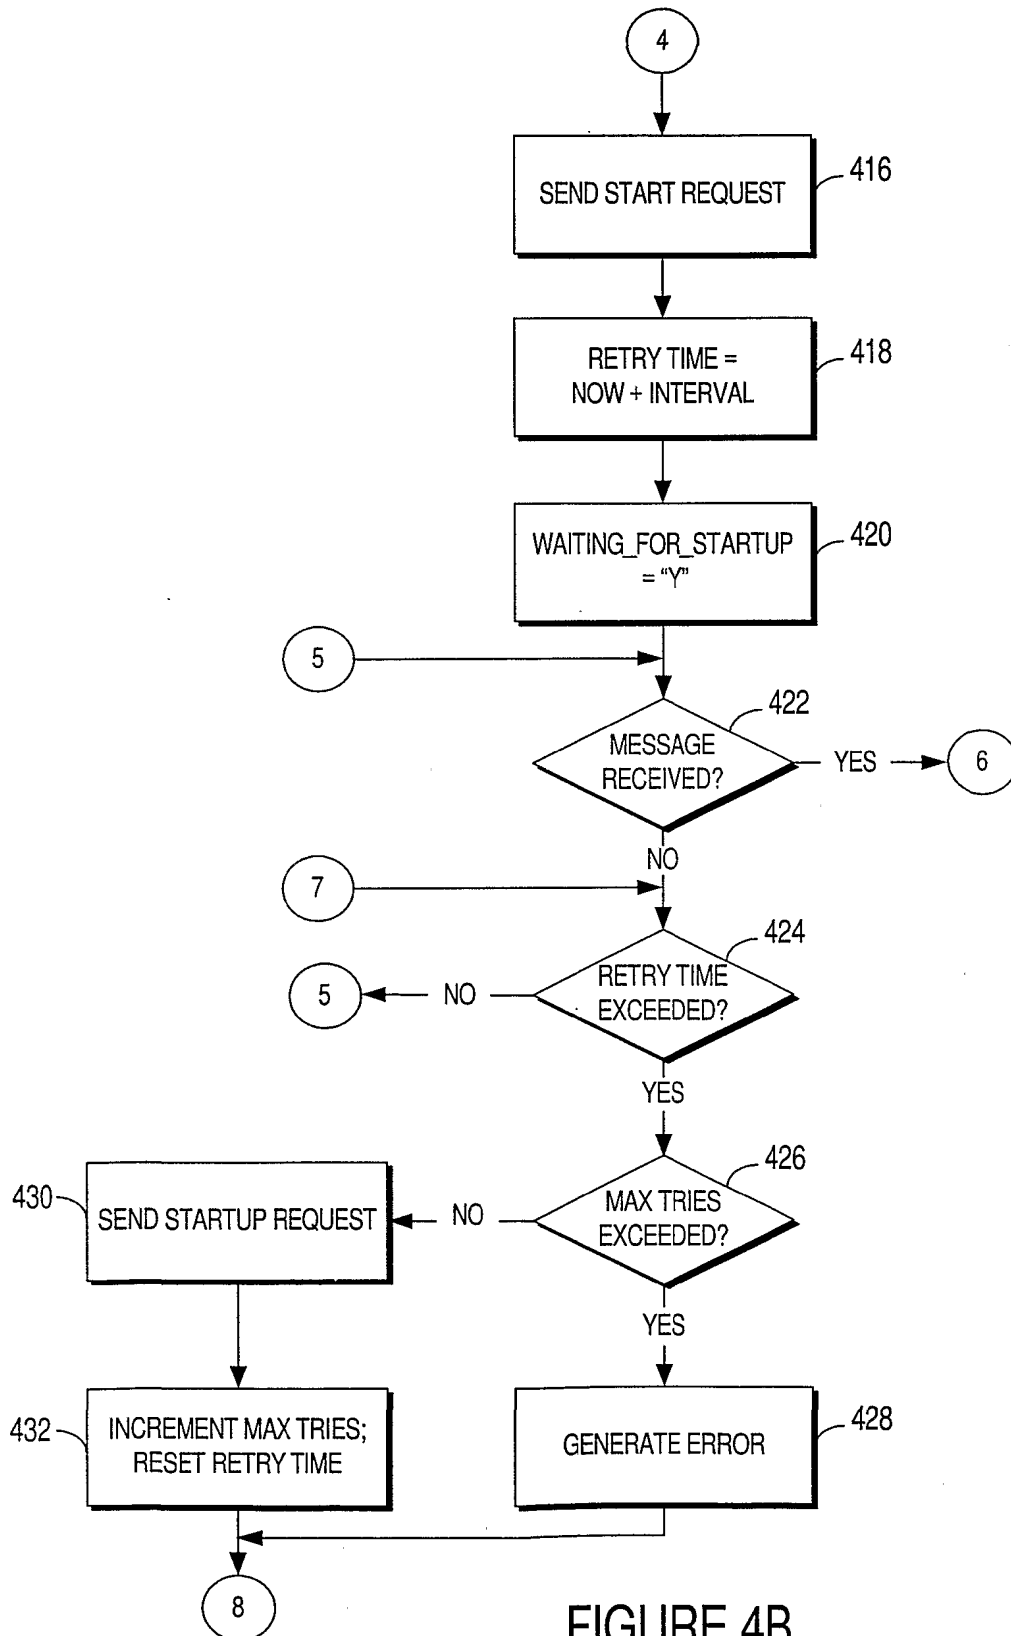 4
SEND START REQUEST
416
RETRY TIME =
NOW + INTERVAL
418
WAITING_FOR_STARTUP
= “Y”
420
5
422
MESSAGE
RECEIVED?
YES
6
NO
7
424
RETRY TIME
EXCEEDED?
NO
5
YES
426
MAX TRIES
EXCEEDED?
NO
430
SEND STARTUP REQUEST
YES
432
INCREMENT MAX TRIES;
RESET RETRY TIME
GENERATE ERROR
428
8
FIGURE 4B